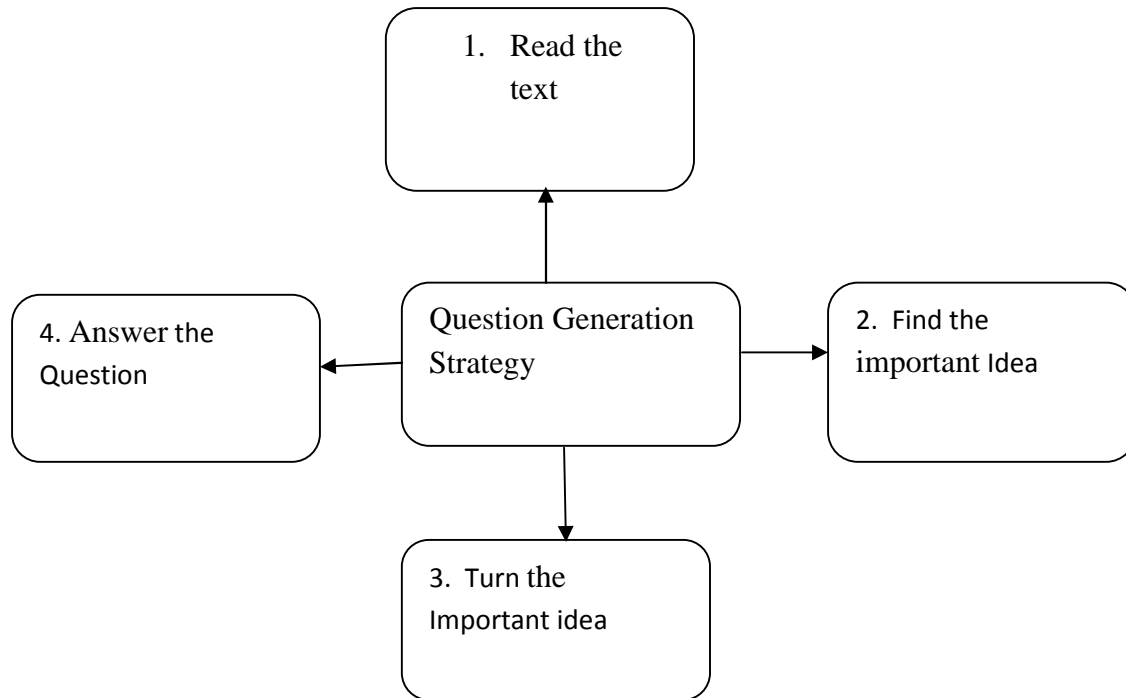 1. Read the
text
Question Generation
Strategy
2. Find the
important Idea
3. Turn the
Important idea
4. Answer the
Question